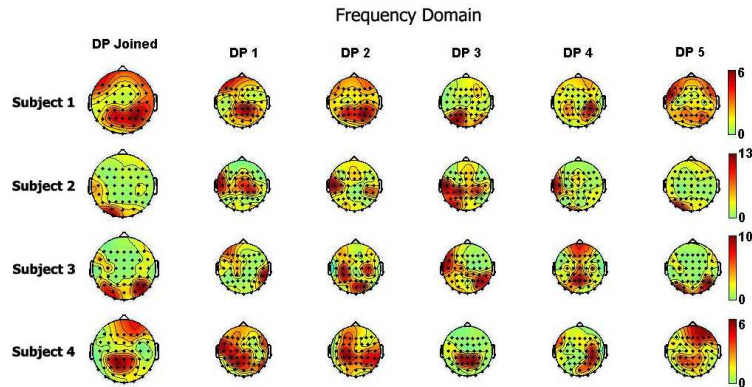 Frequency Domain
DP Joined DP 1 DP 2 DP 3 DP 4 DP 5
6
Subject 1
0
13
Subject 2
0
10
Subject 3
0
6
Subject 4
0